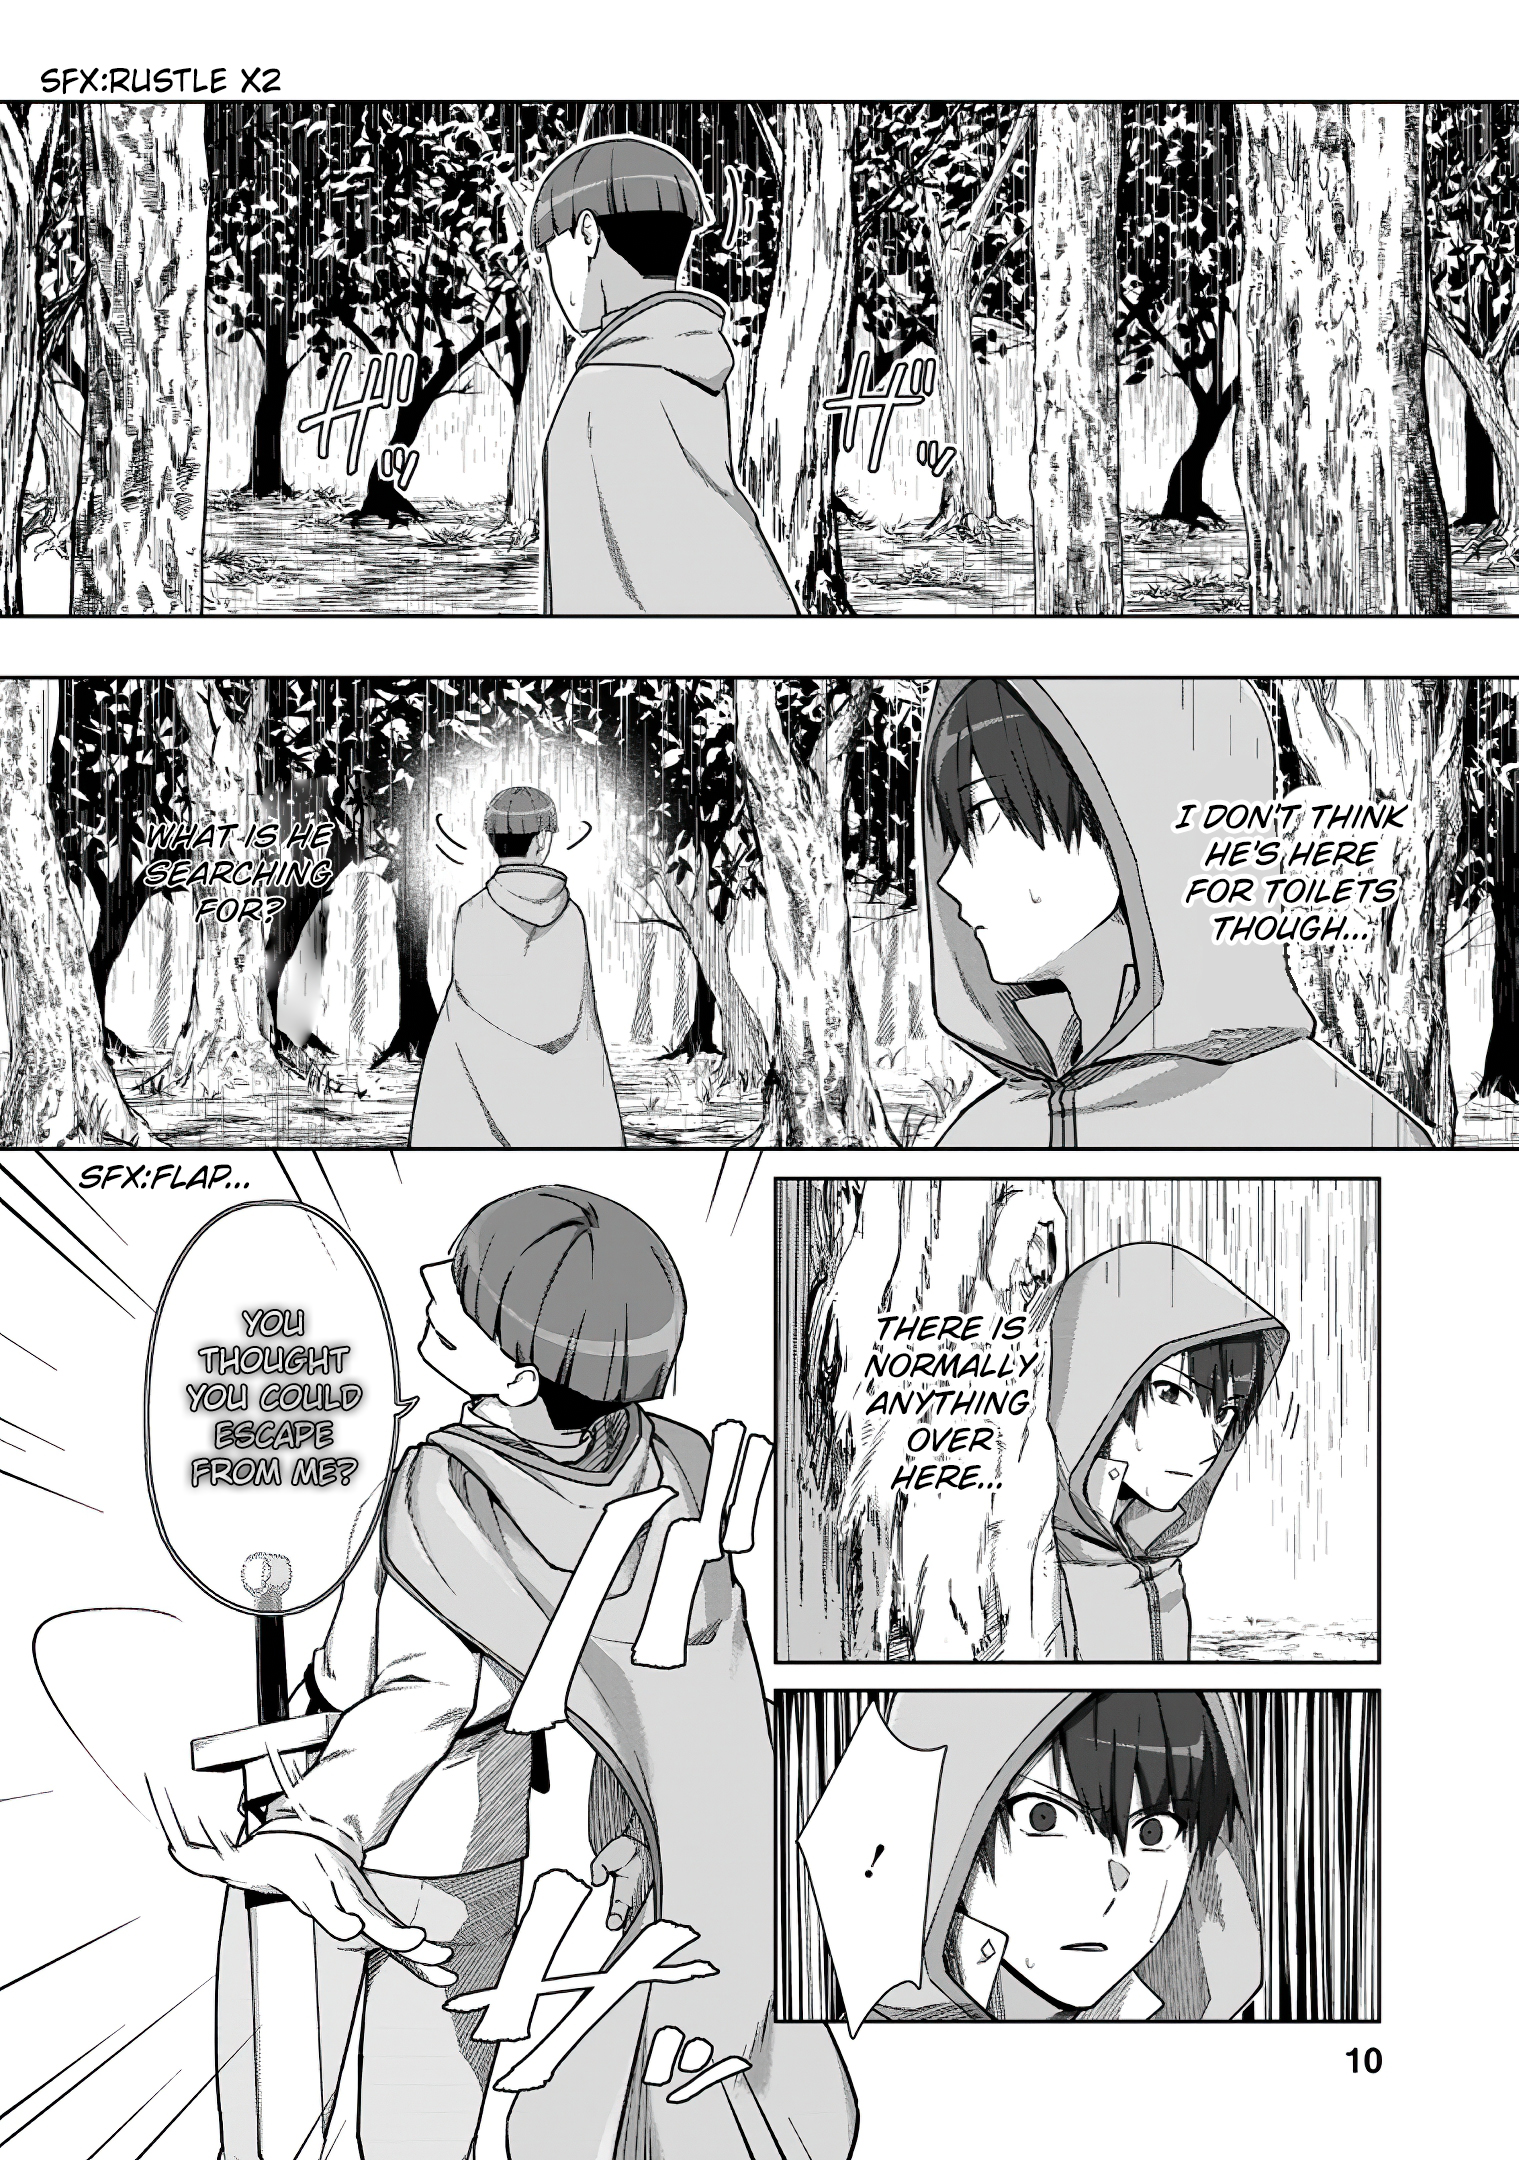 SFX:RUSTLE X2
ザッ
ザッ
I DON'T THINK
HE'S HERE
FOR TOILETS
THOUGH...
WHAT IS HE
SEARCHING
FOR?
THERE IS
NORMALLY
ANYTHING
OVER
HERE...
!
SFX:FLAP...
YOU
THOUGHT
YOU COULD
ESCAPE
FROM ME?
バサッ
10